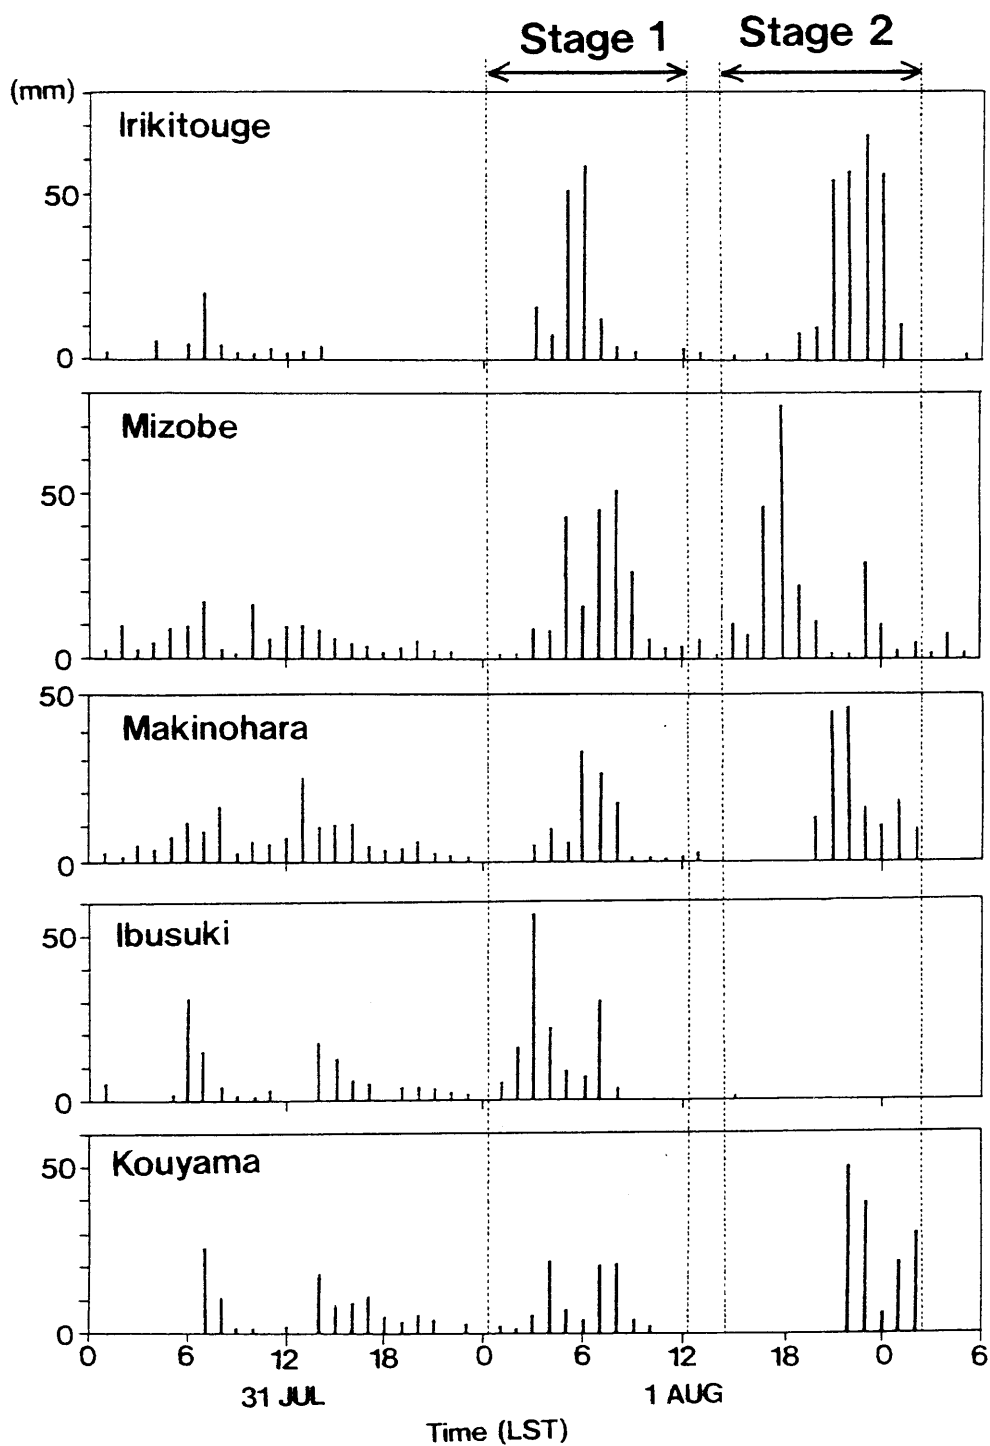 Stage 1 Stage 2
(mm)
Irikitouge
50
0
Mizobe
50
0
50
Makinohara
0
Ibusuki
50
0
Kouyama
50
0
0 6 12 18 0 6 12 18 0 6
31 JUL 1 AUG
Time (LST)